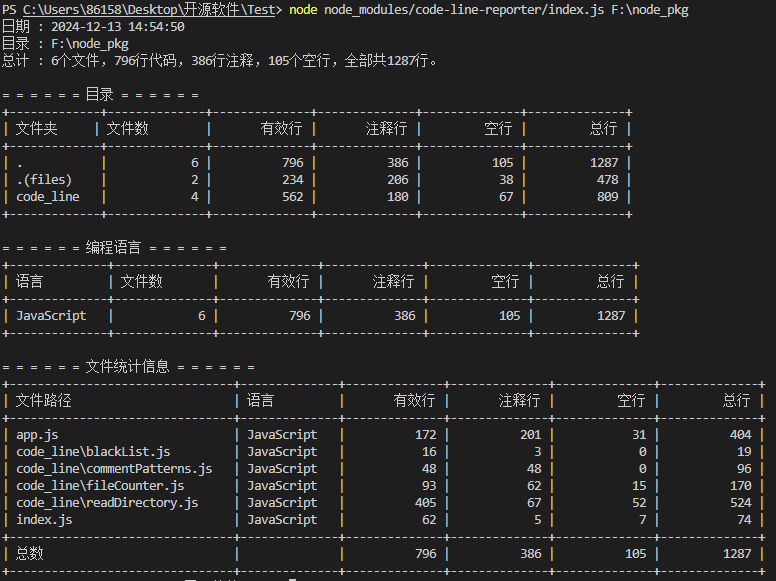 PS C:\Users\86158\Desktop\开源软件\Test> node node_modules/code-line-reporter/index.js F:\node_pkg
日期 : 2024-12-13 14:54:50
目录 : F:\node_pkg
总计 : 6个文件，796行代码，386行注释，105个空行，全部共1287行。
= = = = = = 目录 = = = = = =
+------------+-------------+-------------+-------------+-------------+-------------+
| 文件夹 | 文件数 | 有效行 | 注释行 | 空行 | 总行 |
+------------+-------------+-------------+-------------+-------------+-------------+
| . | 6 | 796 | 386 | 105 | 1287 |
| .(files) | 2 | 234 | 206 | 38 | 478 |
| code_line | 4 | 562 | 180 | 67 | 809 |
+------------+-------------+-------------+-------------+-------------+-------------+
= = = = = = 编程语言 = = = = = =
+-------------+-------------+-------------+-------------+-------------+-------------+
| 语言 | 文件数 | 有效行 | 注释行 | 空行 | 总行 |
+-------------+-------------+-------------+-------------+-------------+-------------+
| JavaScript | 6 | 796 | 386 | 105 | 1287 |
+-------------+-------------+-------------+-------------+-------------+-------------+
= = = = = = 文件统计信息 = = = = = =
+-------------------------------+-------------+-------------+-------------+-------------+-------------+
| 文件路径 | 语言 | 有效行 | 注释行 | 空行 | 总行 |
+-------------------------------+-------------+-------------+-------------+-------------+-------------+
| app.js | JavaScript | 172 | 201 | 31 | 404 |
| code_line\blackList.js | JavaScript | 16 | 3 | 0 | 19 |
| code_line\commentPatterns.js | JavaScript | 48 | 48 | 0 | 96 |
| code_line\fileCounter.js | JavaScript | 93 | 62 | 15 | 170 |
| code_line\readDirectory.js | JavaScript | 405 | 67 | 52 | 524 |
| index.js | JavaScript | 62 | 5 | 7 | 74 |
+-------------------------------+-------------+-------------+-------------+-------------+-------------+
| 总数 | | 796 | 386 | 105 | 1287 |
+-------------------------------+-------------+-------------+-------------+-------------+-------------+